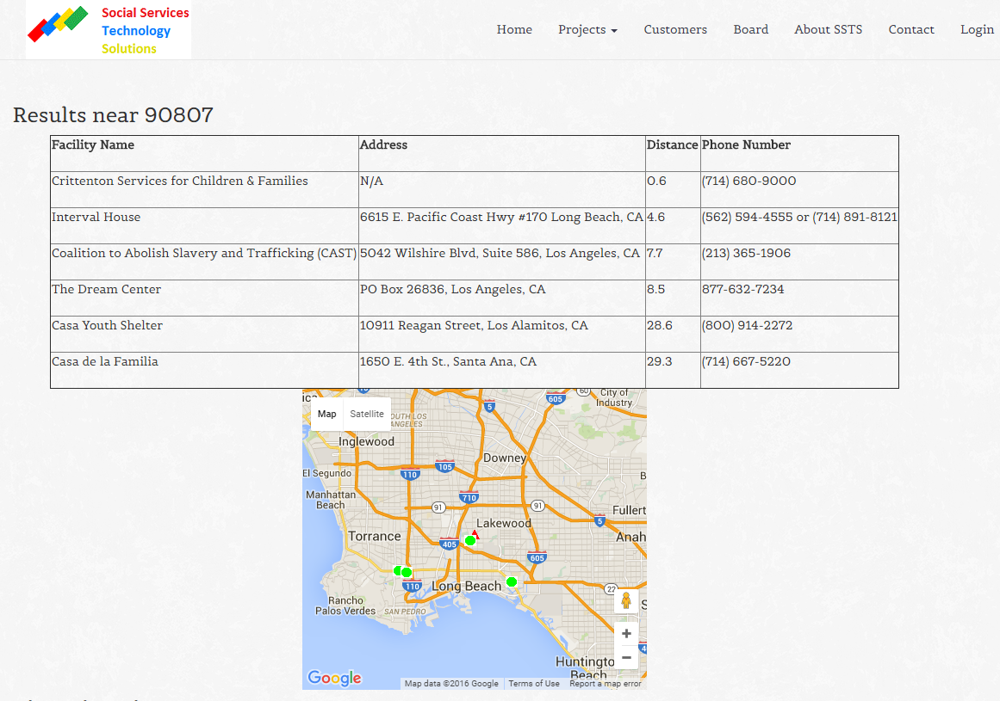 Social Services
Technology
Solutions
Home Projects Customers Board About SSTS Contact Login
Results near 90807
Facility Name Address Distance Phone Number
Crittenton Services for Children & Families N/A 0.6 (714) 680-9000
Interval House 6615 E. Pacific Coast Hwy #170 Long Beach, CA 4.6 (562) 594-4555 or (714) 891-8121
Coalition to Abolish Slavery and Trafficking (CAST) 5042 Wilshire Blvd, Suite 586, Los Angeles, CA 7.7 (213) 365-1906
The Dream Center PO Box 26836, Los Angeles, CA 8.5 877-632-7234
Casa Youth Shelter 10911 Reagan Street, Los Alamitos, CA 28.6 (800) 914-2272
Casa de la Familia 1650 E. 4th St., Santa Ana, CA 29.3 (714) 667-5220
60
City of
Industry
605
5
Map Satellite
OUTH LOS
ANGELES
Inglewood
Downey
105
110
El Segundo
Manhattan
Beach
710
91
91
Fullert
5
Lakewood
Torrance
405
Anah
605
110
Long Beach
22
Rancho
Palos Verdes
SAN PEDRO
Huntingto
Beach
Google
Map data ©2016 Google Terms of Use Report a map error